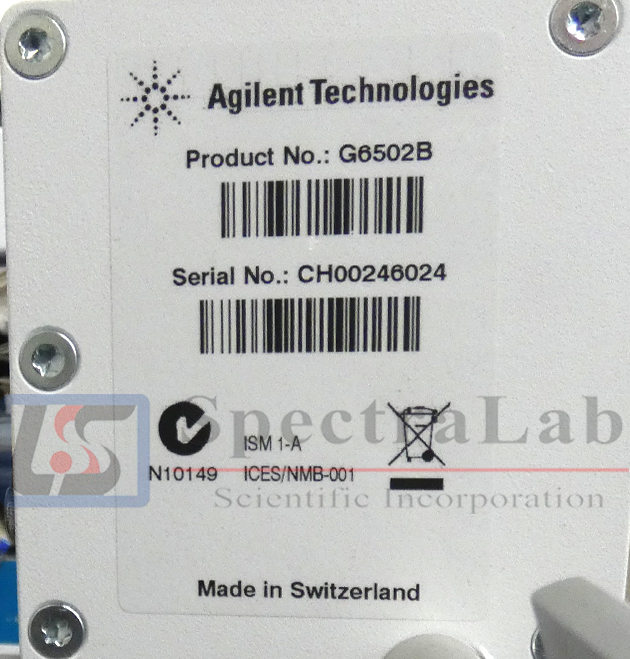 Agilent Technologies
Product No.: G6502B
Serial No.: CH00246024
SpectraLab
ISM 1-A
N10149 ICES/NMB-001
Scientific Incorporation
Made in Switzerland